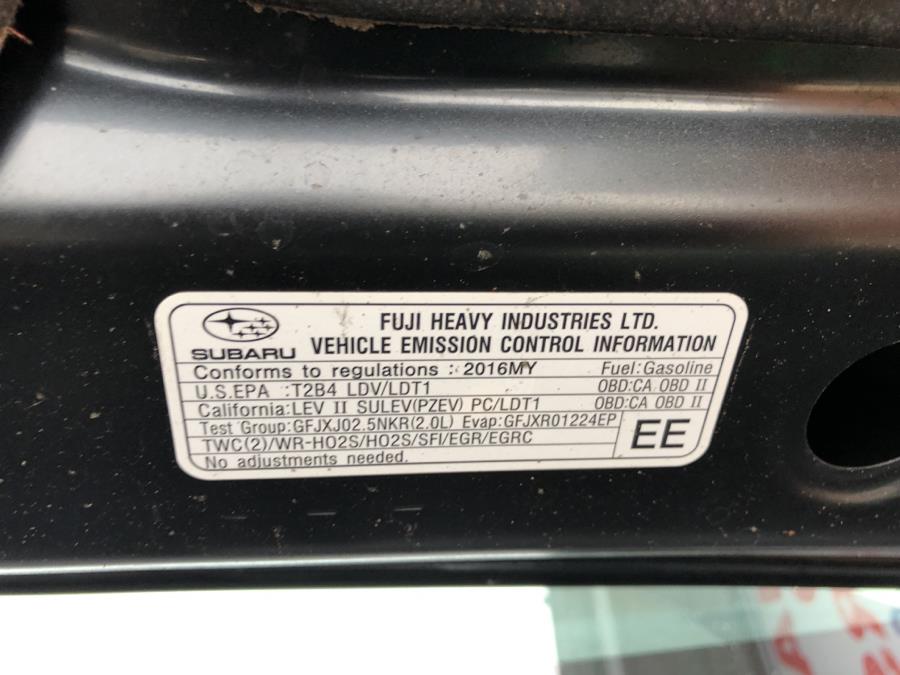 FUJI HEAVY INDUSTRIES LTD.
SUBARU VEHICLE EMISSION CONTROL INFORMATION
Conforms to regulations : 2016MY Fuel:Gasoline
U.S.EPA :T2B4 LDV/LDT1 OBD:CA OBD II
California:LEV II SULEV(PZEV) PC/LDT1 OBD:CA OBD II
Test Group:GFJXJ02.5NKR(2.0L) Evap:GFJXR01224EP
TWC(2)/WR-HO2S/HO2S/SFI/EGR/EGRC
EE
No adjustments needed.